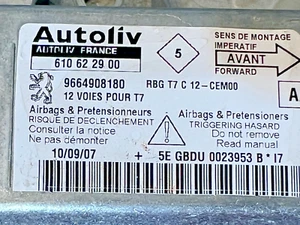 Autoliv
AUTOLIV FRANCE
610 62 29 00
5
SENS DE MONTAGE
IMPERATIF
AVANT
FORWARD
9664908180
RBG T7 C 12-CEM00
12 VOIES POUR T7
A
Airbags & Pretensionneurs
RISQUE DE DECLENCHEMENT
Consulter la notice
Ne pas démonter
Airbags & Pretensioners
TRIGGERING HAZARD
Do not remove
Read manual
10/09/07
+ 5E GBDU 0023953 B * I7